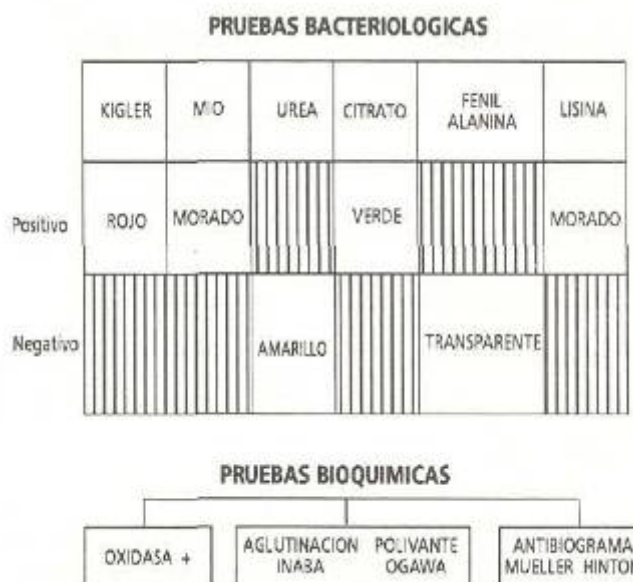 PRUEBAS BACTERIOLOGICAS
KIGLER MIO UREA CITRATO FENIL ALANINA LISINA
Positivo ROJO MORADO VERDE MORADO
Negativo AMARILLO TRANSPARENTE
PRUEBAS BIOQUIMICAS
OXIDASA +
AGLUTINACION POLIVANTE
INABA OGAWA
ANTIBIOGRAMA
MUELLER HINTON